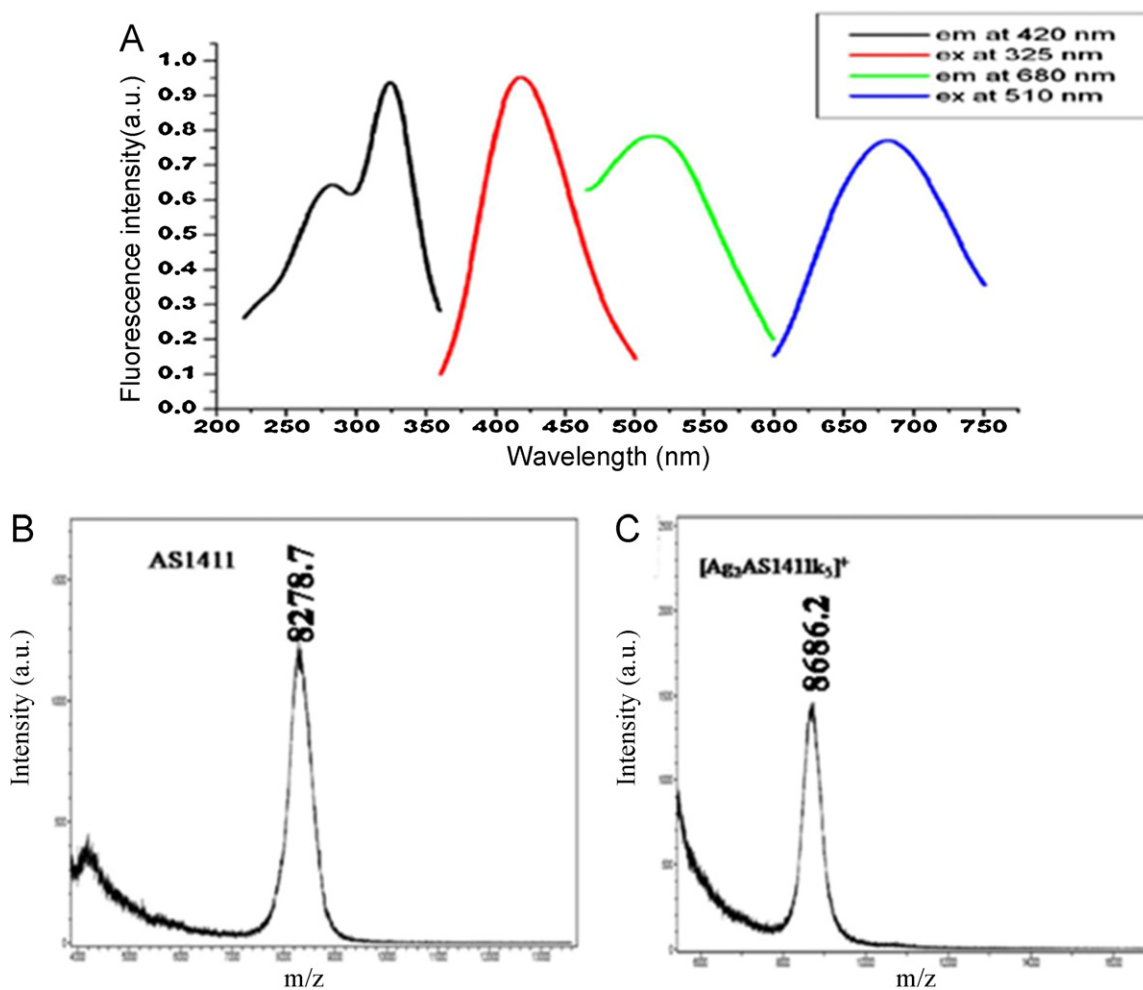 A
em at 420 nm
ex at 325 nm
em at 680 nm
ex at 510 nm
Fluorescence intensity(a.u.)
1.0
0.9
0.8
0.7
0.6
0.5
0.4
0.3
0.2
0.1
0.0
200 250 300 350 400 450 500 550 600 650 700 750
Wavelength (nm)
B
AS1411
8278.7
Intensity (a.u.)
m/z
C
[Ag₃AS1411k₅]⁺
8686.2
Intensity (a.u.)
m/z